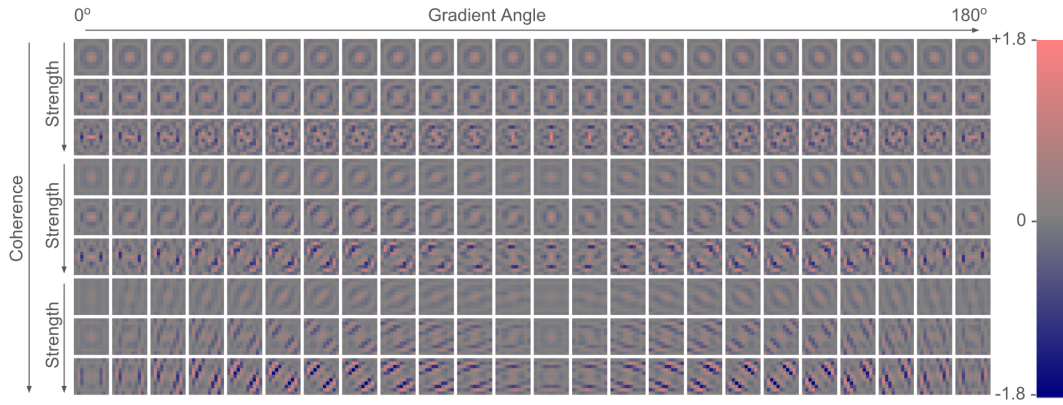 0º Gradient Angle 180º
+1.8
Strength
Coherence
Strength
0
Strength
-1.8